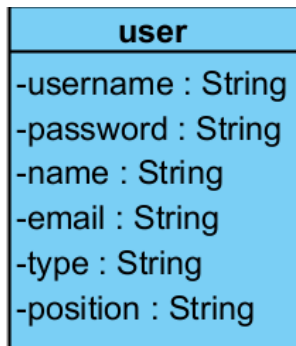 user
-username : String
-password : String
-name : String
-email : String
-type : String
-position : String